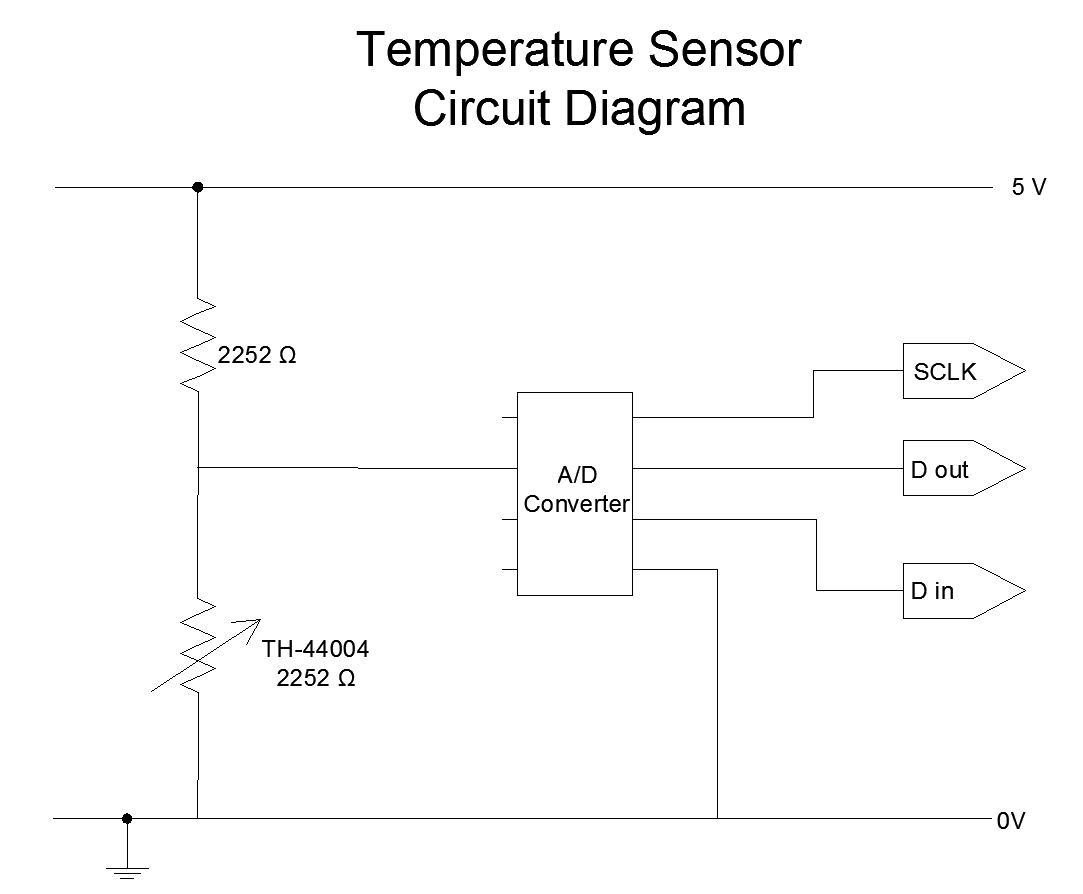 Temperature Sensor
Circuit Diagram
5 V
2252 Ω
SCLK
A/D
Converter
D out
D in
TH-44004
2252 Ω
0V